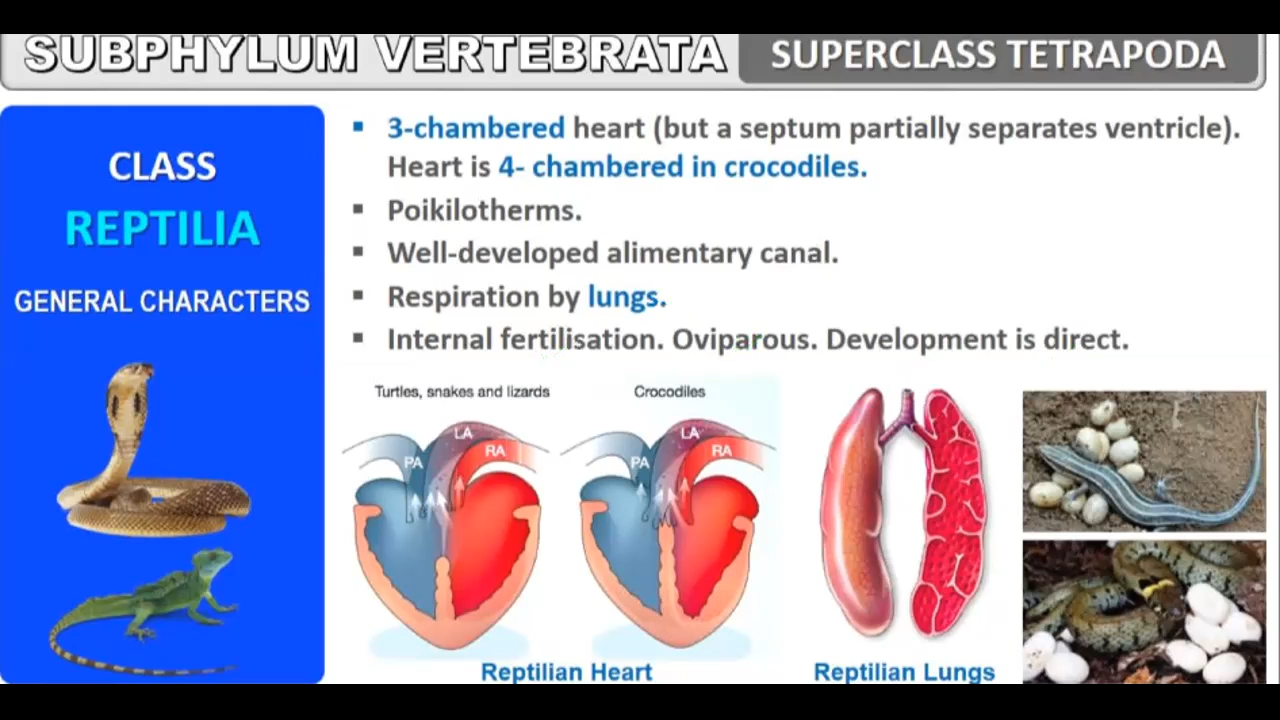 SUBPHYLUM VERTEBRATA
SUPERCLASS TETRAPODA
CLASS
REPTILIA
GENERAL CHARACTERS
▪ 3-chambered heart (but a septum partially separates ventricle).
Heart is 4- chambered in crocodiles.
▪ Poikilotherms.
▪ Well-developed alimentary canal.
▪ Respiration by lungs.
▪ Internal fertilisation. Oviparous. Development is direct.
Turtles, snakes and lizards
LA
RA
PA
Crocodiles
LA
RA
PA
Reptilian Heart
Reptilian Lungs